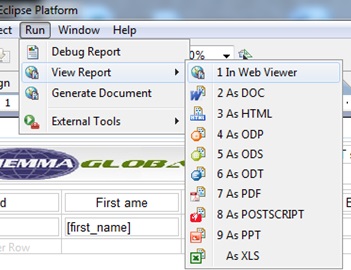 Eclipse Platform
ect Run Window Help
Debug Report
0%
View Report
1 In Web Viewer
Generate Document
2 As DOC
3 As HTML
External Tools
4 As ODP
5 As ODS
6 As ODT
7 As PDF
8 As POSTSCRIPT
9 As PPT
As XLS
gn
1
EMMA GLOBA
d
First ame
[first_name]
er Row